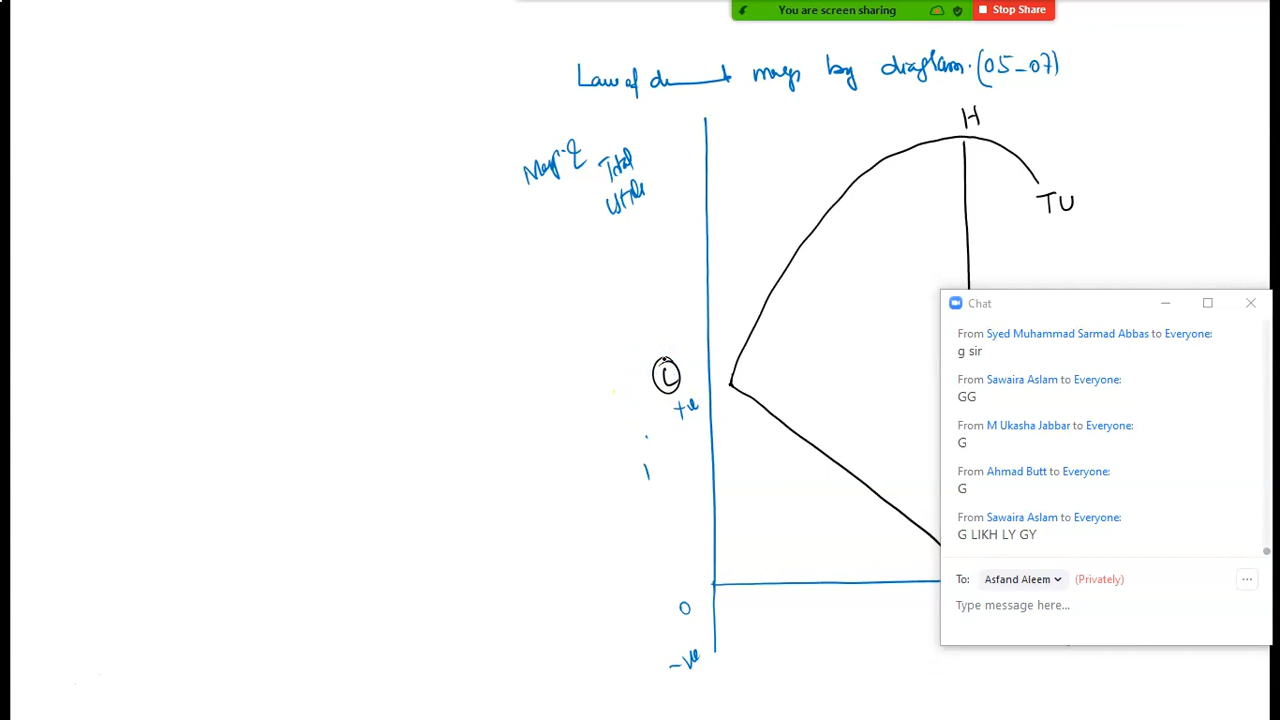 You are screen sharing
Stop Share
Law of de by diagram. (05-07)
H
Total
TU
Chat
From Syed Muhammad Sarmad Abbas to Everyone:
g sir
From Sawaira Aslam to Everyone:
GG
L
+ve
From M Ukasha Jabbar to Everyone:
G
From Ahmad Butt to Everyone:
G
From Sawaira Aslam to Everyone:
G LIKH LY GY
To: Asfand Aleem (Privately)
Type message here...
0
-ve